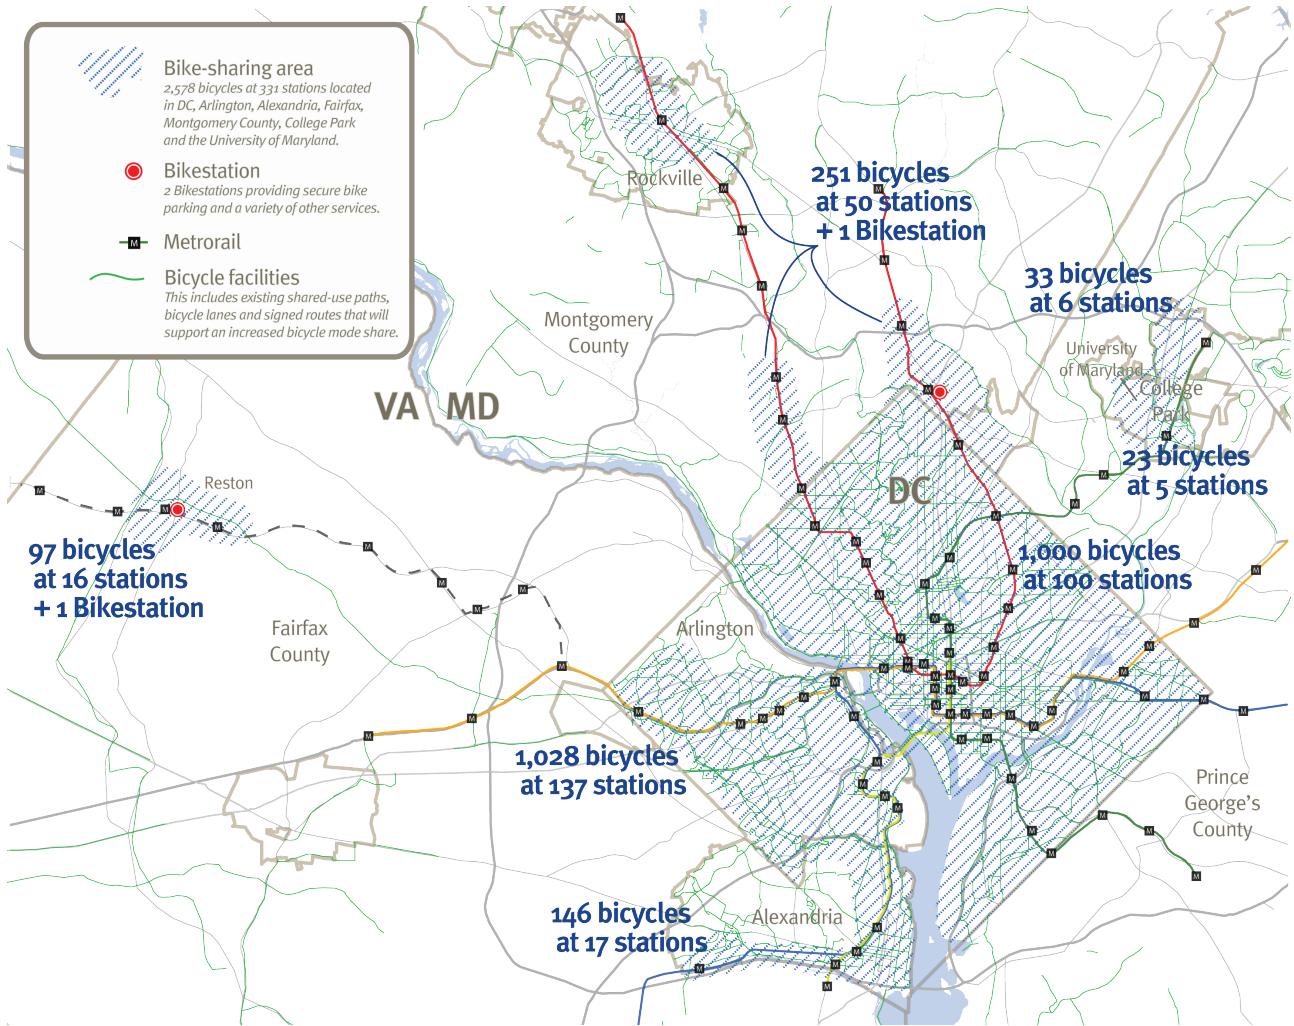 Bike-sharing area
2,578 bicycles at 331 stations located
in DC, Arlington, Alexandria, Fairfax,
Montgomery County, College Park
and the University of Maryland.
Bikestation
2 Bikestations providing secure bike
parking and a variety of other services.
M
Metrorail
Bicycle facilities
This includes existing shared-use paths,
bicycle lanes and signed routes that will
support an increased bicycle mode share.
Rockville
251 bicycles
at 50 stations
+ 1 Bikestation
33 bicycles
at 6 stations
Montgomery
County
University
of Maryland
College
Park
VA
MD
23 bicycles
at 5 stations
Reston
DC
97 bicycles
at 16 stations
+ 1 Bikestation
1,000 bicycles
at 100 stations
Fairfax
County
Arlington
1,028 bicycles
at 137 stations
Prince
George's
County
146 bicycles
at 17 stations
Alexandria